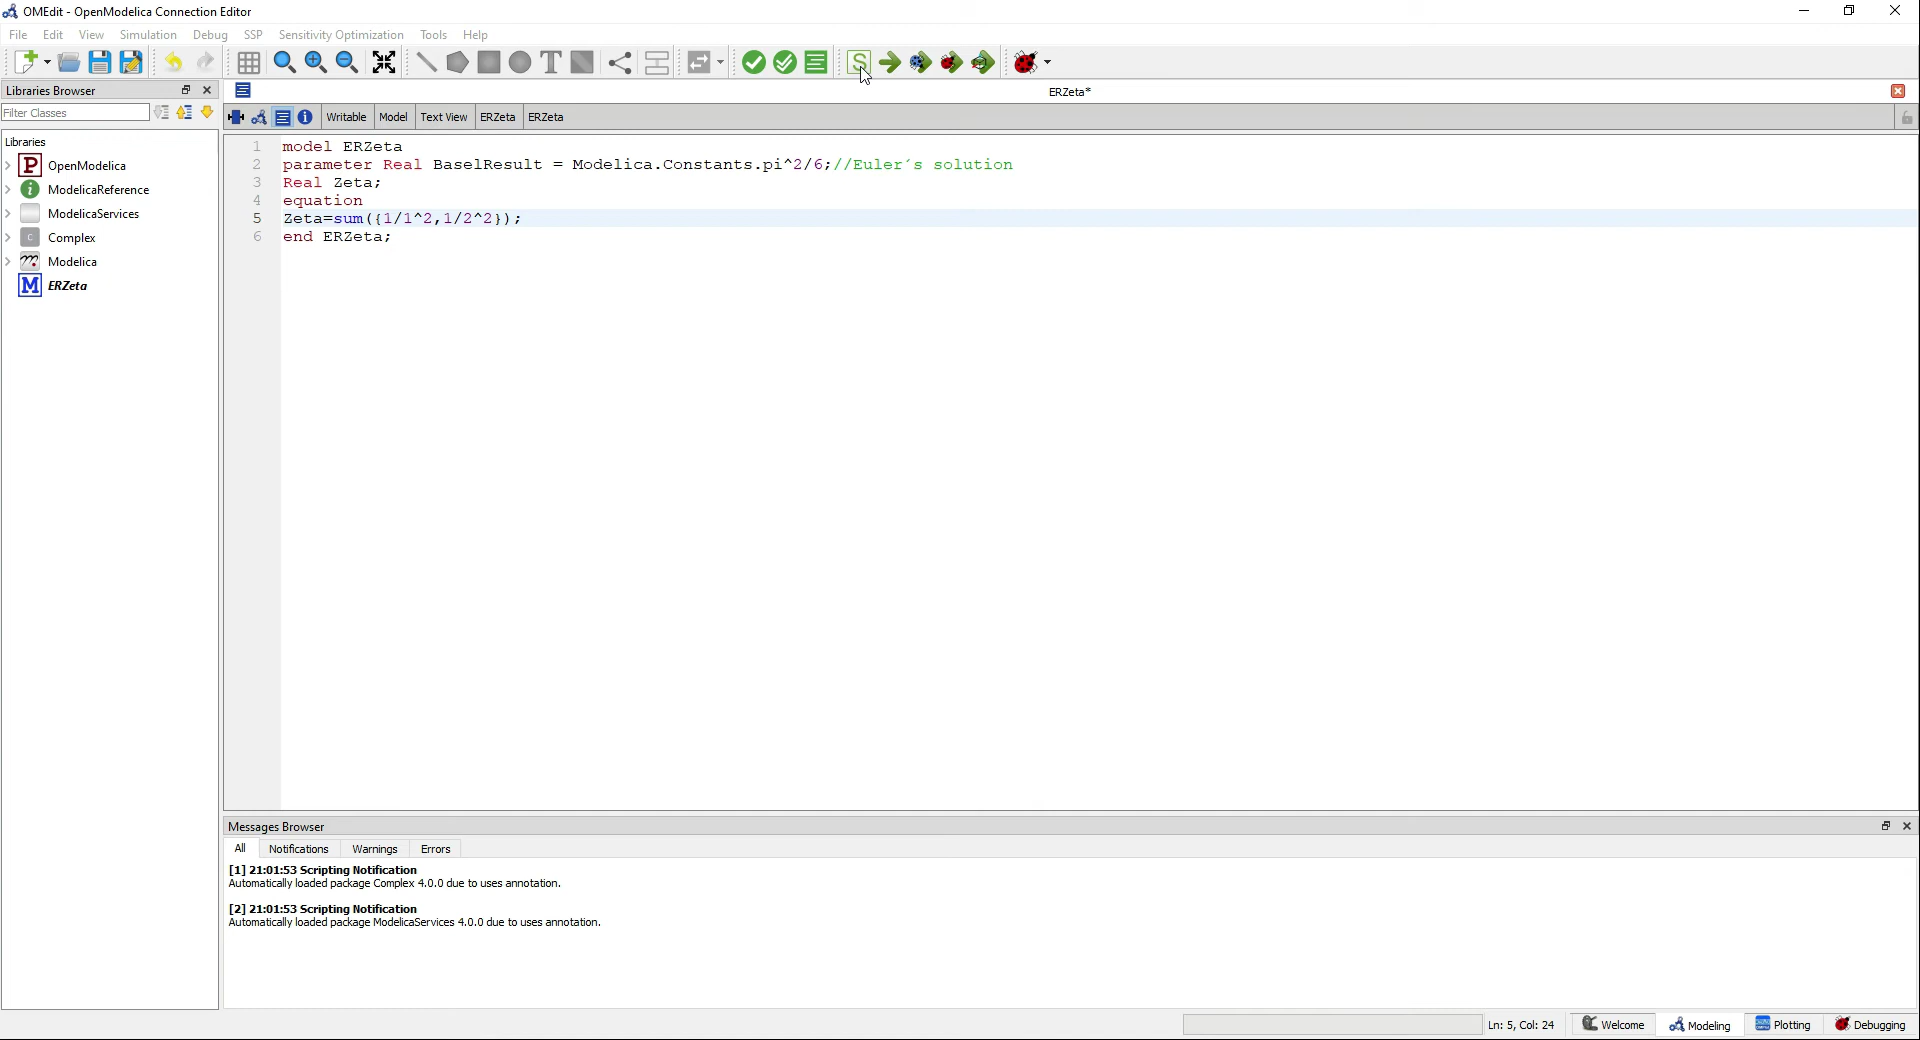 OMEdit - OpenModelica Connection Editor
File Edit View Simulation Debug SSP Sensitivity Optimization Tools Help
Libraries Browser
ERZeta*
Filter Classes
Writable Model Text View ERZeta ERZeta
Libraries
P OpenModelica
i ModelicaReference
ModelicaServices
C Complex
m Modelica
M ERZeta
1 model ERZeta
2 parameter Real BaselResult = Modelica.Constants.pi^2/6;//Euler´s solution
3 Real Zeta;
4 equation
5 Zeta=sum({1/1^2,1/2^2});
6 end ERZeta;
Messages Browser
All Notifications Warnings Errors
[1] 21:01:53 Scripting Notification
Automatically loaded package Complex 4.0.0 due to uses annotation.
[2] 21:01:53 Scripting Notification
Automatically loaded package ModelicaServices 4.0.0 due to uses annotation.
Ln: 5, Col: 24 Welcome Modeling Plotting Debugging